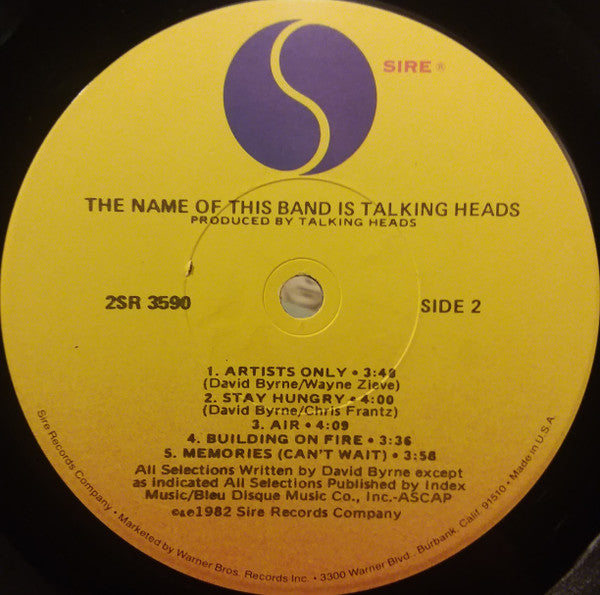 SIRE ®
THE NAME OF THIS BAND IS TALKING HEADS
PRODUCED BY TALKING HEADS
2SR 3590
SIDE 2
1. ARTISTS ONLY • 3:48
(David Byrne/Wayne Zieve)
2. STAY HUNGRY • 4:00
(David Byrne/Chris Frantz)
3. AIR • 4:09
4. BUILDING ON FIRE • 3:36
5. MEMORIES (CAN'T WAIT) • 3:58
All Selections Written by David Byrne except
as Indicated All Selections Published by Index
Music/Bleu Disque Music Co., Inc.-ASCAP
©&℗1982 Sire Records Company
Sire Records Company • Marketed by Warner Bros. Records Inc. • 3300 Warner Blvd., Burbank, Calif. 91510 • Made in U.S.A.